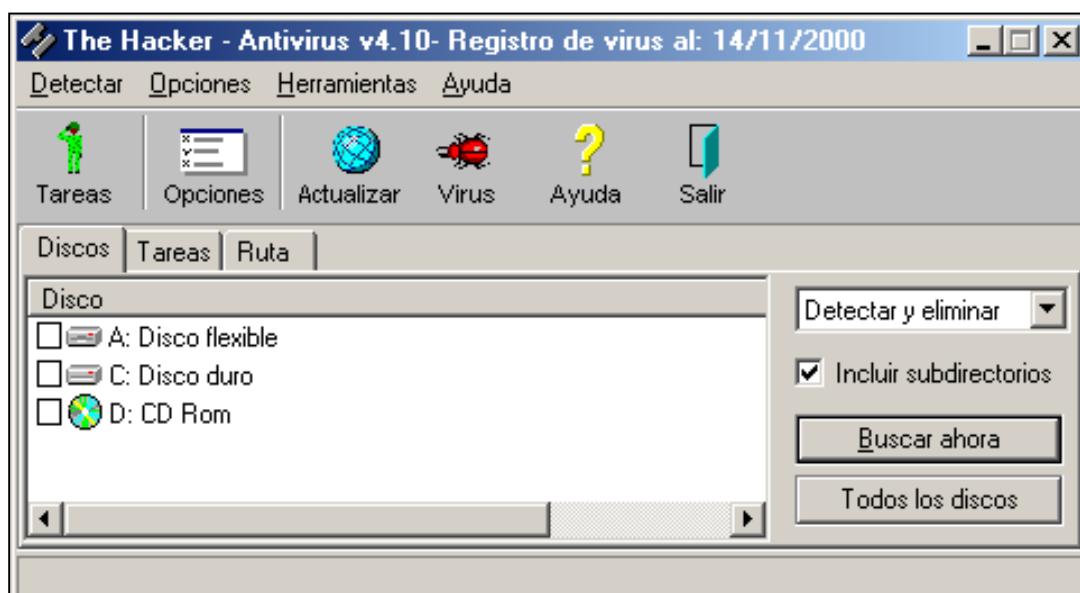 The Hacker - Antivirus v4.10- Registro de virus al: 14/11/2000
Detectar Opciones Herramientas Ayuda
Tareas Opciones Actualizar Virus Ayuda Salir
Discos Tareas Ruta
Disco
A: Disco flexible
C: Disco duro
D: CD Rom
Detectar y eliminar
Incluir subdirectorios
Buscar ahora
Todos los discos